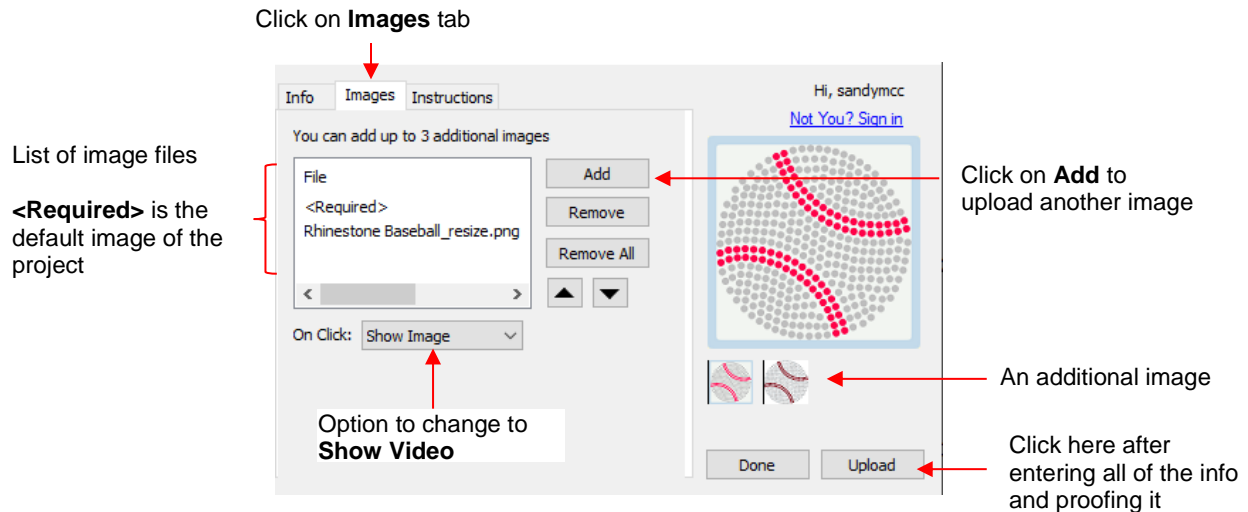 Click on Images tab
Info Images Instructions
Hi, sandymcc
Not You? Sign in
You can add up to 3 additional images
List of image files
<Required> is the
default image of the
project
File
<Required>
Rhinestone Baseball_resize.png
Add
Remove
Remove All
Click on Add to
upload another image
On Click: Show Image
Option to change to
Show Video
An additional image
Done Upload
Click here after
entering all of the info
and proofing it